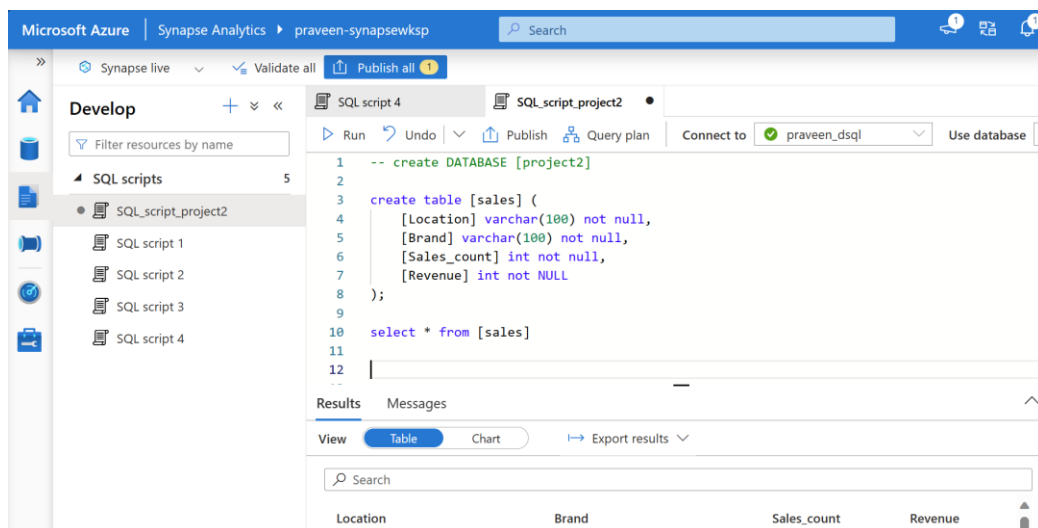 Microsoft Azure Synapse Analytics praveen-synapsewksp Search 1 1
Synapse live Validate all Publish all 1
Develop
Filter resources by name
SQL scripts 5
SQL_script_project2
SQL script 1
SQL script 2
SQL script 3
SQL script 4
SQL script 4 SQL_script_project2
Run Undo Publish Query plan Connect to praveen_dsql Use database
1 -- create DATABASE [project2]
2
3 create table [sales] (
4 [Location] varchar(100) not null,
5 [Brand] varchar(100) not null,
6 [Sales_count] int not null,
7 [Revenue] int not NULL
8 );
9
10 select * from [sales]
11
12
Results Messages
View Table Chart Export results
Search
Location Brand Sales_count Revenue